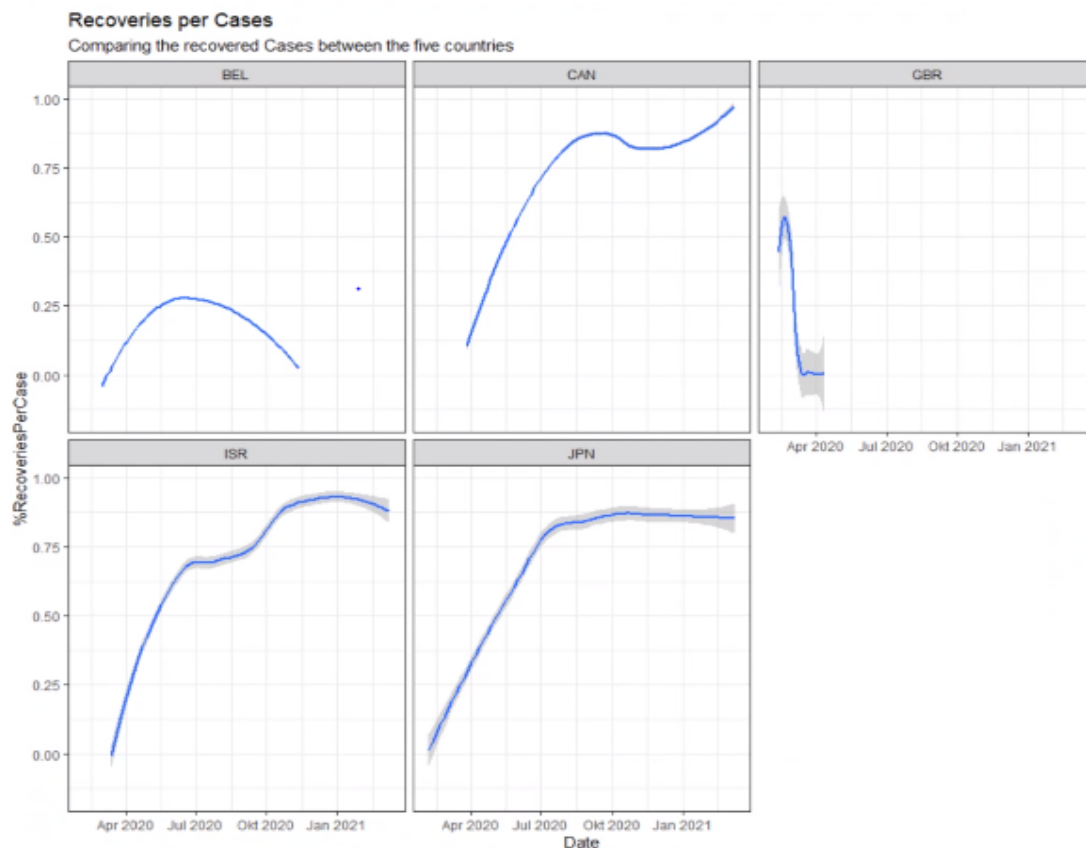 Recoveries per Cases
Comparing the recovered Cases between the five countries
BEL
CAN
GBR
1.00
0.75
0.50
0.25
0.00
Apr 2020 Jul 2020 Okt 2020 Jan 2021
%RecoveriesPerCase
ISR
JPN
1.00
0.75
0.50
0.25
0.00
Apr 2020 Jul 2020 Okt 2020 Jan 2021
Apr 2020 Jul 2020 Okt 2020 Jan 2021
Date